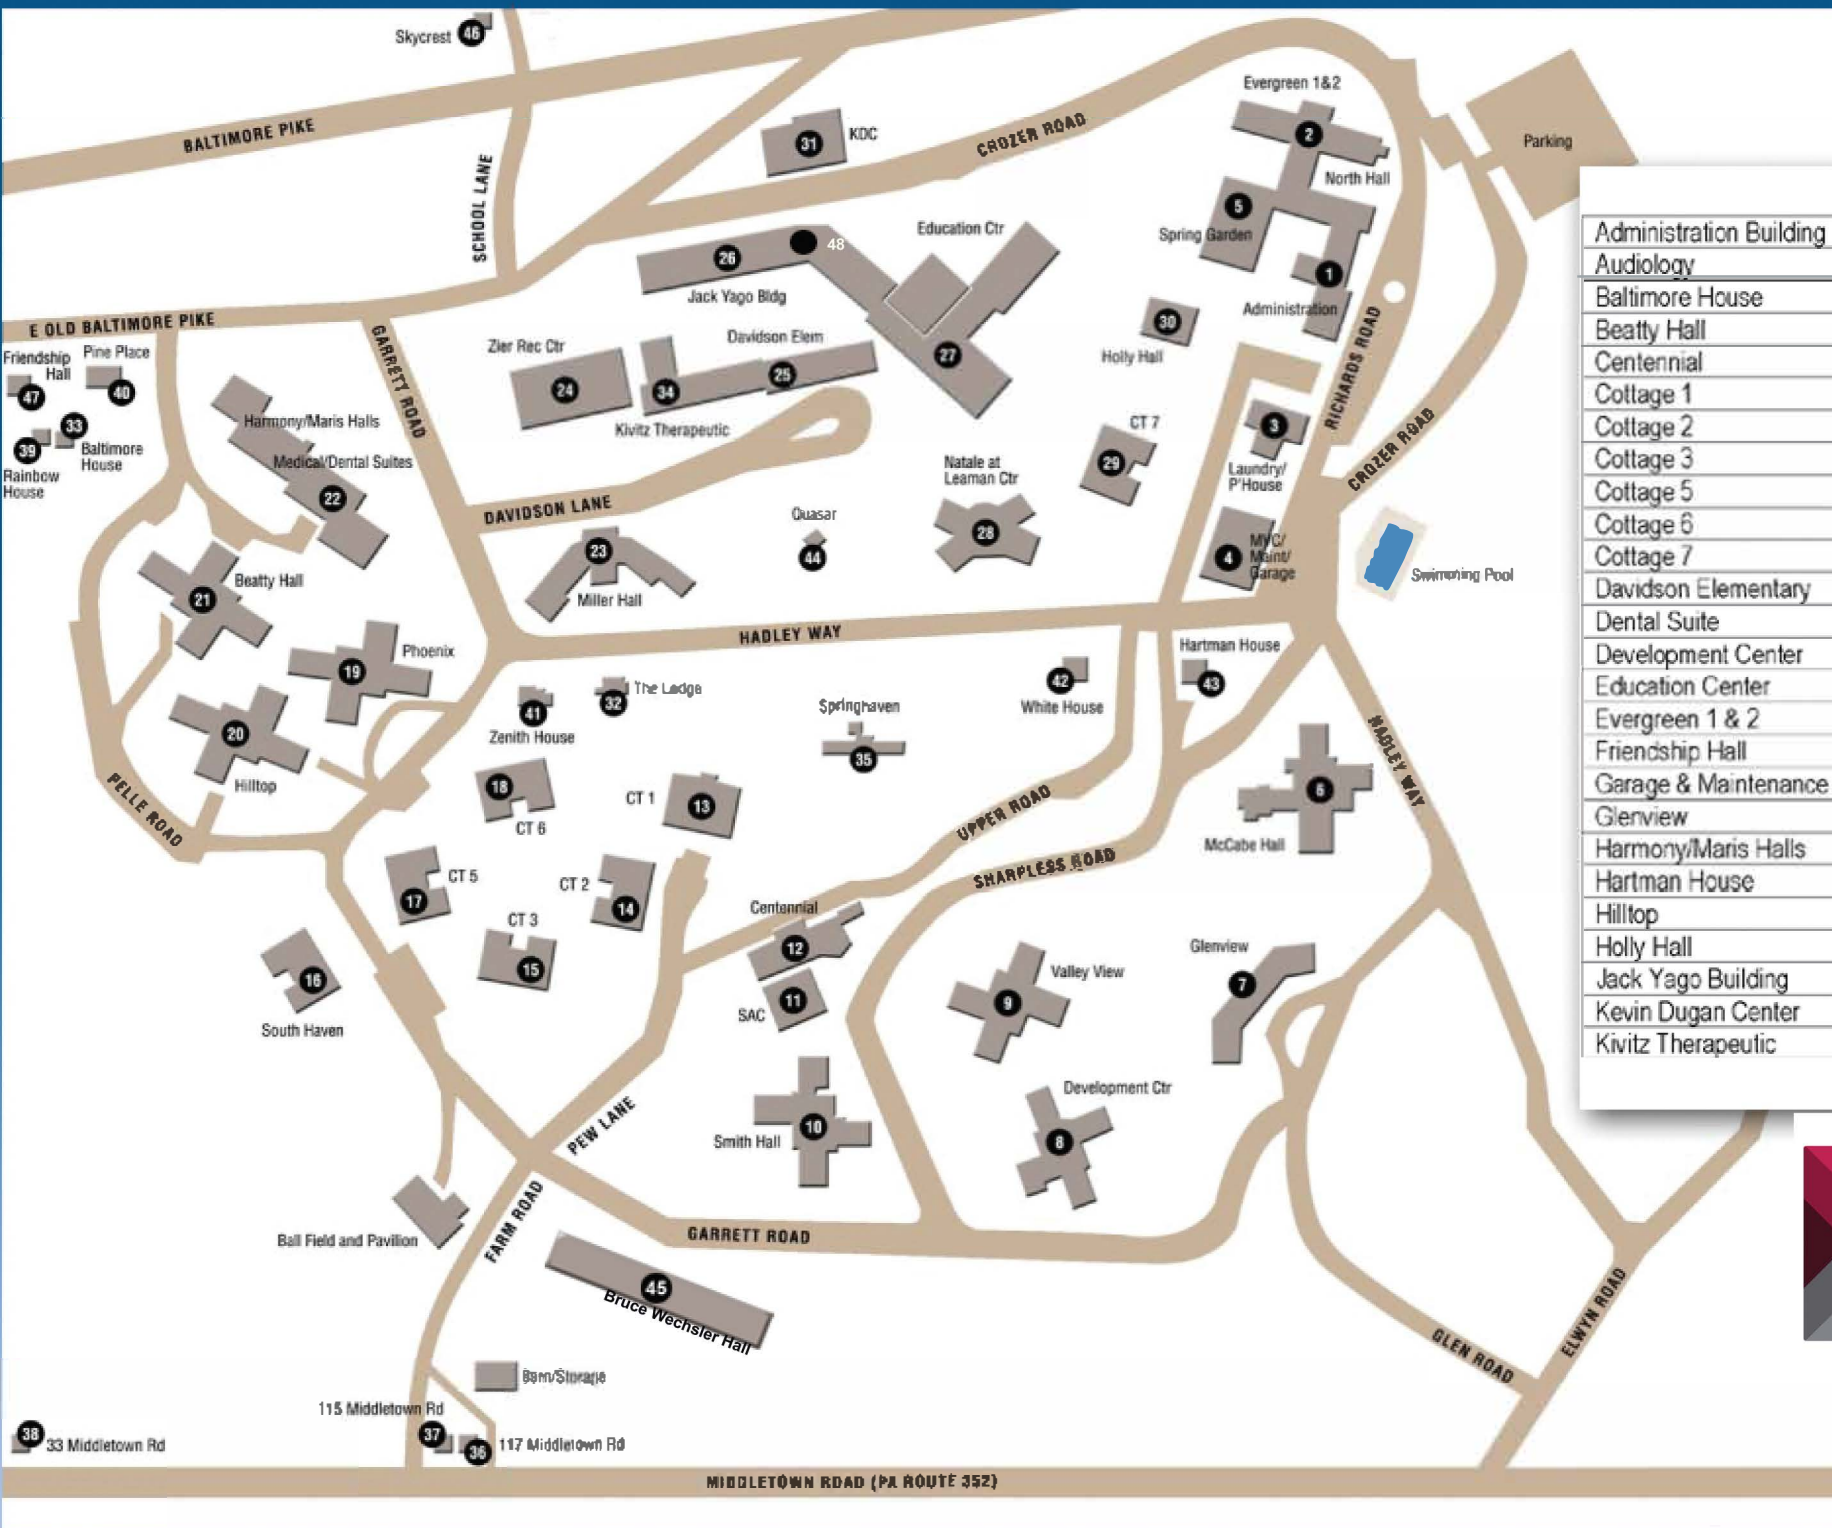 Skycrest 46
BALTIMORE PIKE
SCHOOL LANE
31 KDC
CROZER ROAD
Evergreen 1&2
2
North Hall
5
Spring Garden
1
Administration
Parking
Education Ctr
26
48
Jack Yago Bldg
27
30
Holly Hall
RICHARDS ROAD
E OLD BALTIMORE PIKE
GARRETT ROAD
Friendship
Hall
47
Pine Place
40
33
Baltimore
House
39
Rainbow
House
Zier Rec Ctr
24
Davidson Elem
25
34
Kivitz Therapeutic
Harmony/Maris Halls
Medical/Dental Suites
22
CT 7
29
3
Laundry/
P'House
CROZER ROAD
Natale at
Leaman Ctr
28
DAVIDSON LANE
Quasar
44
23
Miller Hall
4
MVC/
Maint/
Garage
Swimming Pool
Beatty Hall
21
HADLEY WAY
Hartman House
43
42
White House
Phoenix
19
The Lodge
32
41
Zenith House
Springhaven
35
20
Hilltop
PELLE ROAD
HADLEY WAY
18
CT 6
CT 1
13
6
McCabe Hall
UPPER ROAD
SHARPLESS ROAD
CT 5
17
CT 2
14
CT 3
15
Centennial
12
11
SAC
16
South Haven
Valley View
9
Glenview
7
Development Ctr
8
Smith Hall
10
PEW LANE
FARM ROAD
Ball Field and Pavilion
GARRETT ROAD
45
Bruce Wechsler Hall
GLEN ROAD
ELWYN ROAD
Barn/Storage
115 Middletown Rd
37
36
117 Middletown Rd
38
33 Middletown Rd
MIDDLETOWN ROAD (PA ROUTE 352)
Administration Building
Audiology
Baltimore House
Beatty Hall
Centennial
Cottage 1
Cottage 2
Cottage 3
Cottage 5
Cottage 6
Cottage 7
Davidson Elementary
Dental Suite
Development Center
Education Center
Evergreen 1 & 2
Friendship Hall
Garage & Maintenance
Glenview
Harmony/Maris Halls
Hartman House
Hilltop
Holly Hall
Jack Yago Building
Kevin Dugan Center
Kivitz Therapeutic